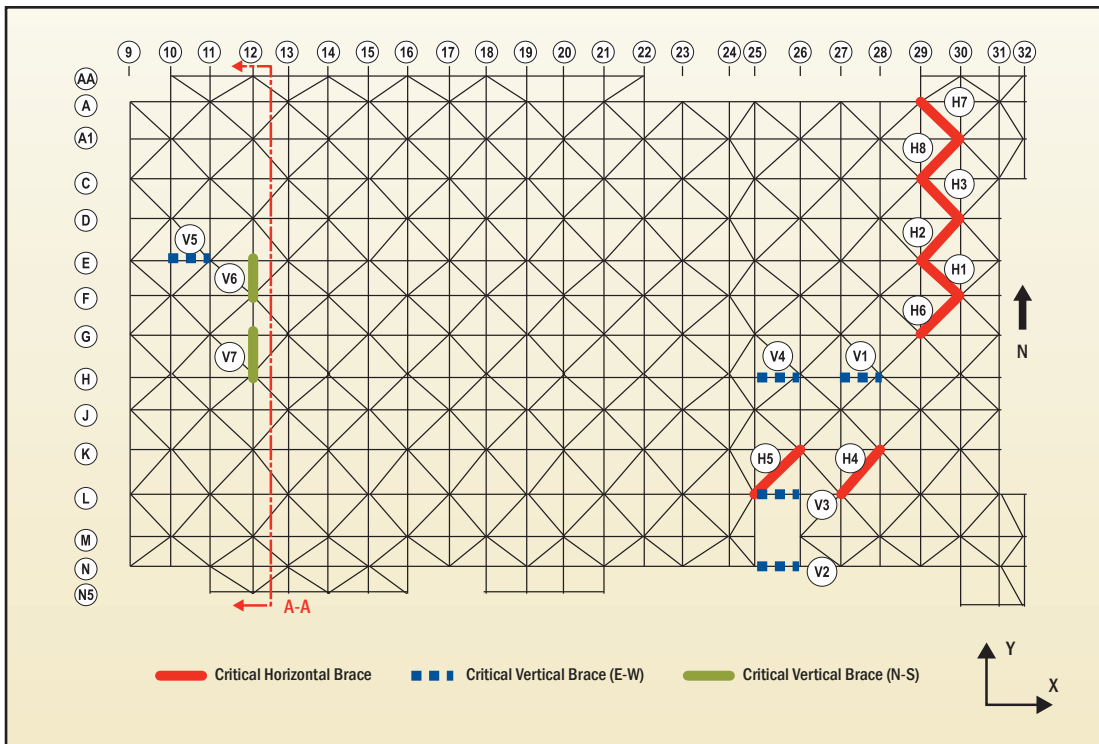 9 10 11 12 13 14 15 16 17 18 19 20 21 22 23 24 25 26 27 28 29 30 31 32
AA
A
H7
A1
H8
C
H3
D
H2
V5
E
V6
H1
F
H6
G
V7
V4
V1
N
H
J
K
H5
H4
L
V3
M
N
V2
N5
A-A
Y
Critical Horizontal Brace
Critical Vertical Brace (E-W)
Critical Vertical Brace (N-S)
X